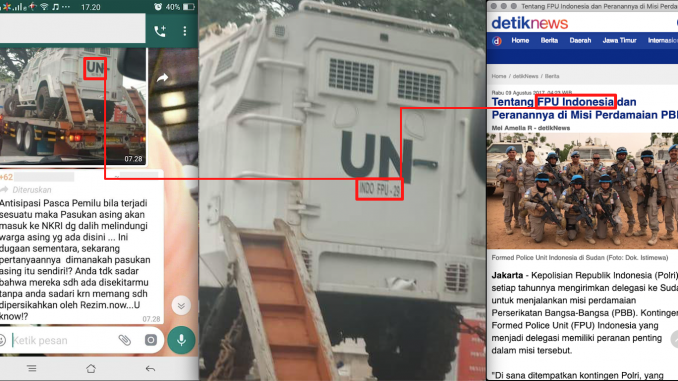 17.20
40%
UN
07.28
+62
Diteruskan
Antisipasi Pasca Pemilu bila terjadi
sesuatu maka Pasukan asing akan
masuk ke NKRI dg dalih melindungi
warga asing yg ada disini ... Ini
dugaan sementara, sekarang
pertanyaannya dimanakah pasukan
asing itu sendiri!? Anda tdk sadar
bahwa mereka sdh ada disekitarmu
tanpa anda sadari krn memang sdh
dipersikahkan oleh Rezim.now...U
know!?
07.28
Ketik pesan
UN
INDO FPU - 29
Tentang FPU Indonesia dan Peranannya di Misi Perda
detiknews
Home Berita Daerah Jawa Timur Internasio
Home / detikNews / Berita
Rabu 09 Agustus 2017, 04:23 WIB
Tentang FPU Indonesia dan
Peranannya di Misi Perdamaian PBB
Mei Amelia R - detikNews
Formed Police Unit Indonesia di Sudan (Foto: Dok. Istimewa)
Jakarta - Kepolisian Republik Indonesia (Polri)
setiap tahunnya mengirimkan delegasi ke Suda
untuk menjalankan misi perdamaian
Perserikatan Bangsa-Bangsa (PBB). Kontingen
Formed Police Unit (FPU) Indonesia yang
menjadi delegasi memiliki peranan penting
dalam misi tersebut.
"Di sana ditempatkan kontingen Polri, yang